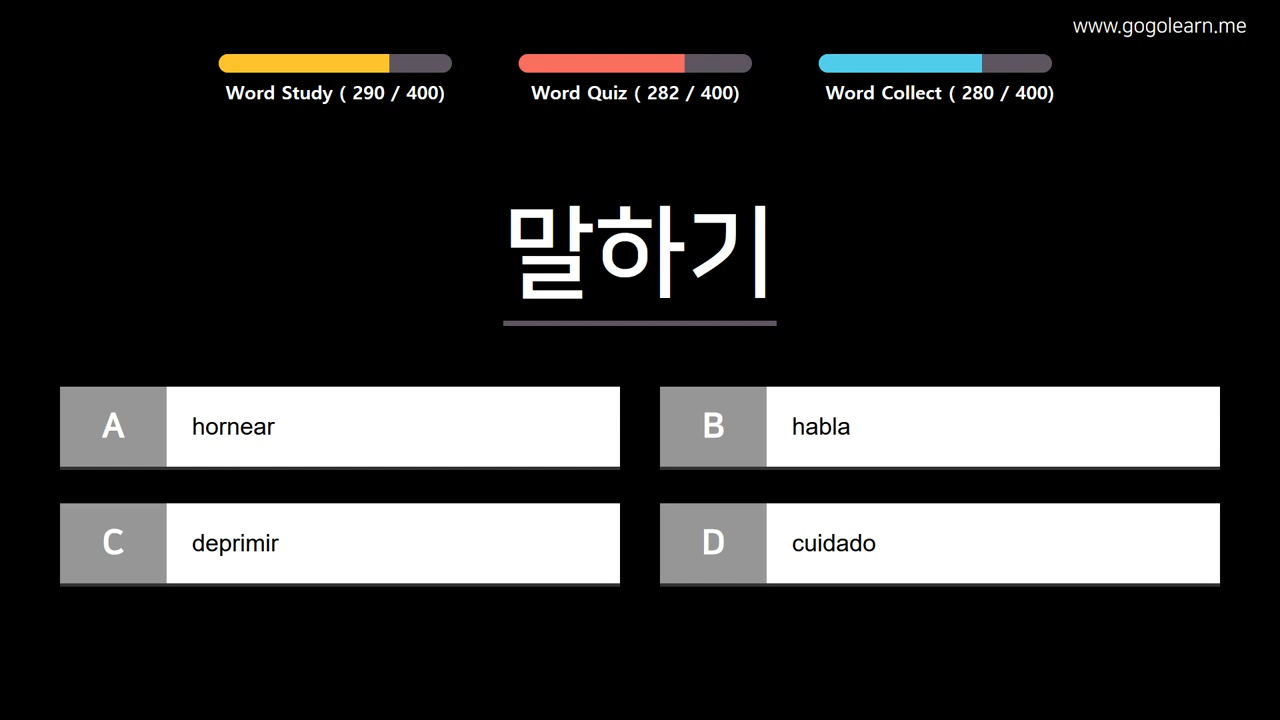 www.gogolearn.me
Word Study ( 290 / 400)
Word Quiz ( 282 / 400)
Word Collect ( 280 / 400)
말하기
A hornear
B habla
C deprimir
D cuidado